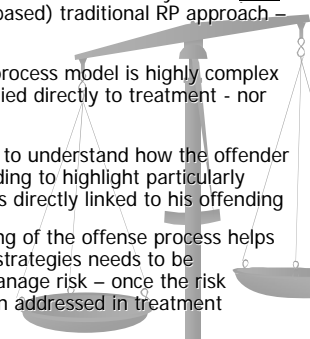 based) traditional RP approach –
process model is highly complex
ied directly to treatment - nor
to understand how the offender
ding to highlight particularly
s directly linked to his offending
ng of the offense process helps
strategies needs to be
anage risk – once the risk
n addressed in treatment